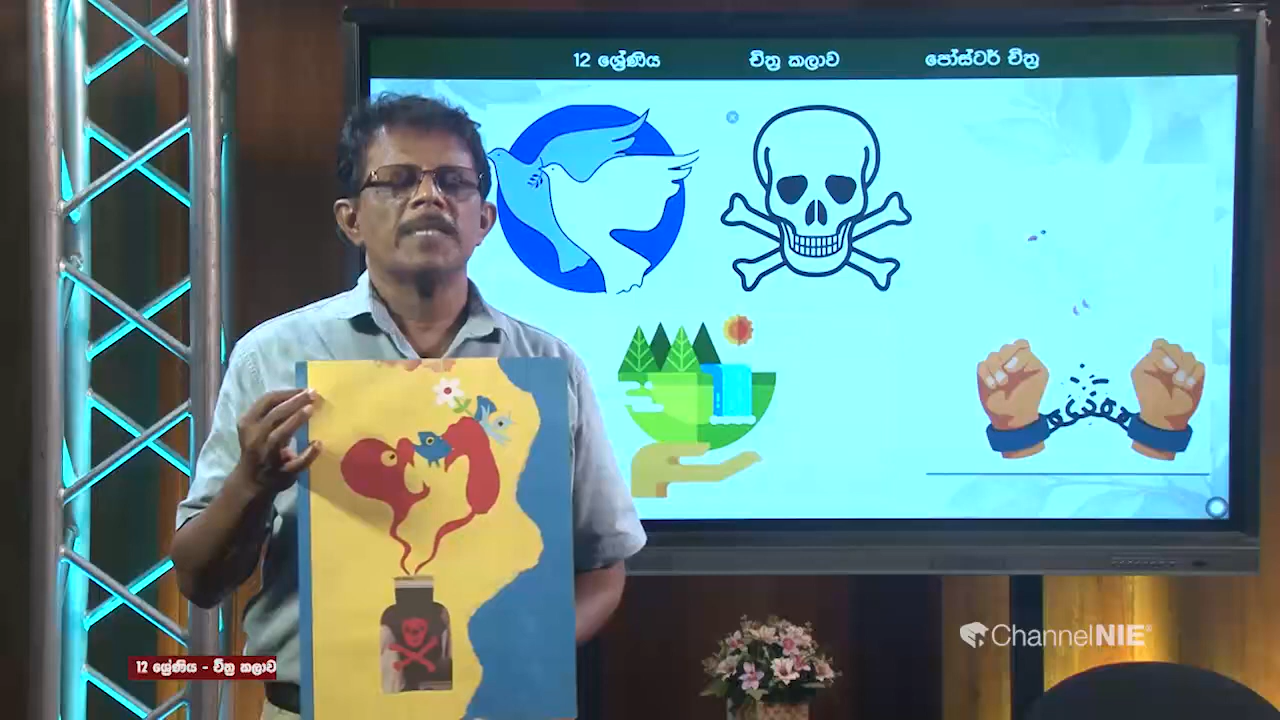 12 ශ්‍රේණිය
චිත්‍ර කලාව
පෝස්ටර් චිත්‍ර
ChannelNIE
12 ශ්‍රේණිය - චිත්‍ර කලාව